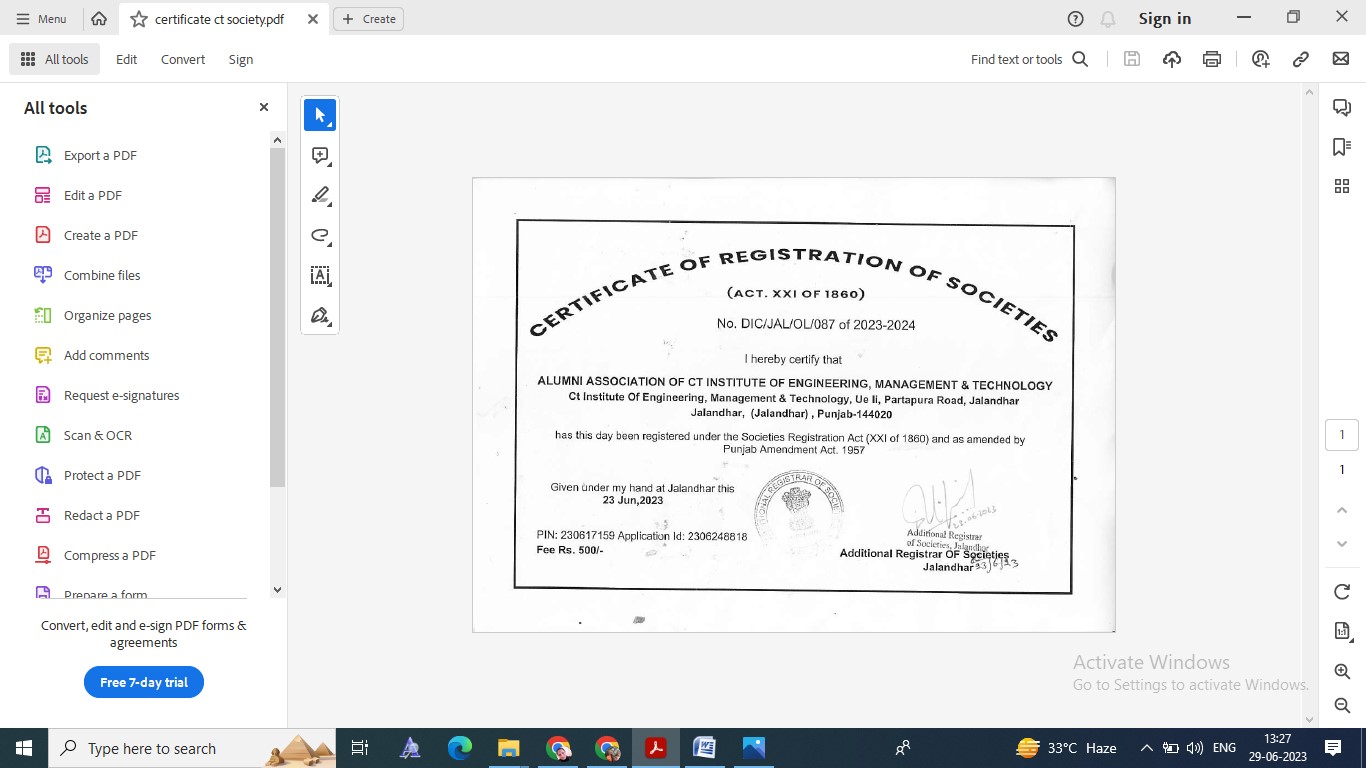 Menu
certificate ct society.pdf
Create
Sign in
All tools
Edit
Convert
Sign
Find text or tools
All tools
Export a PDF
Edit a PDF
Create a PDF
Combine files
Organize pages
Add comments
Request e-signatures
Scan & OCR
Protect a PDF
Redact a PDF
Compress a PDF
Prepare a form
Convert, edit and e-sign PDF forms &
agreements
Free 7-day trial
CERTIFICATE OF REGISTRATION OF SOCIETIES
(ACT. XXI OF 1860)
No. DIC/JAL/OL/087 of 2023-2024
I hereby certify that
ALUMNI ASSOCIATION OF CT INSTITUTE OF ENGINEERING, MANAGEMENT & TECHNOLOGY
Ct Institute Of Engineering, Management & Technology, Ue Ii, Partapura Road, Jalandhar
Jalandhar, (Jalandhar) , Punjab-144020
has this day been registered under the Societies Registration Act (XXI of 1860) and as amended by
Punjab Amendment Act. 1957
Given under my hand at Jalandhar this
23 Jun,2023
PIN: 230617159 Application Id: 2306248818
Fee Rs. 500/-
REGISTRAR OF
23.06.2023
Additional Registrar
of Societies, Jalandhar
Additional Registrar OF Societies
Jalandhar
23/6/23
1
1
1:1
Activate Windows
Go to Settings to activate Windows.
Type here to search
33°C Haze
ENG
13:27
29-06-2023